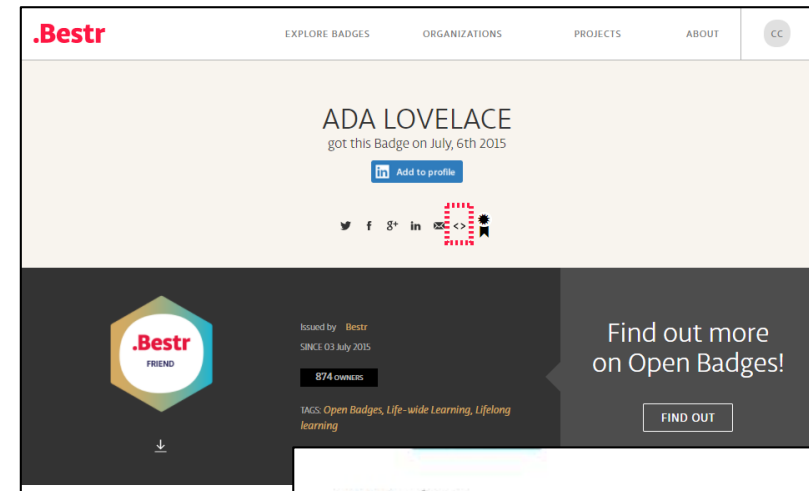 .Bestr
EXPLORE BADGES
ORGANIZATIONS
PROJECTS
ABOUT
CC
ADA LOVELACE
got this Badge on July, 6th 2015
in Add to profile
f g+ in <>
.Bestr
FRIEND
Issued by Bestr
SINCE 03 July 2015
874 OWNERS
TAGS: Open Badges, Life-wide Learning, Lifelong
learning
Find out more
on Open Badges!
FIND OUT